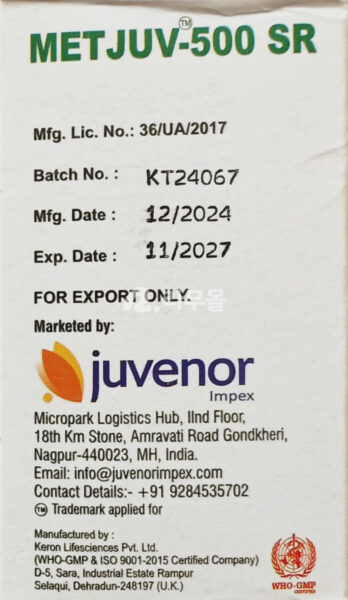 METJUV-500 SR
TM
Mfg. Lic. No.: 36/UA/2017
Batch No. : KT24067
Mfg. Date : 12/2024
Exp. Date : 11/2027
FOR EXPORT ONLY.
Marketed by:
juvenor
Impex
Micropark Logistics Hub, IInd Floor,
18th Km Stone, Amravati Road Gondkheri,
Nagpur-440023, MH, India.
Email: info@juvenorimpex.com
Contact Details:- +91 9284535702
TM Trademark applied for
Manufactured by :
Keron Lifesciences Pvt. Ltd.
(WHO-GMP & ISO 9001-2015 Certified Company)
D-5, Sara, Industrial Estate Rampur
Selaqui, Dehradun-248197 (U.K.)
WHO-GMP
CERTIFIED